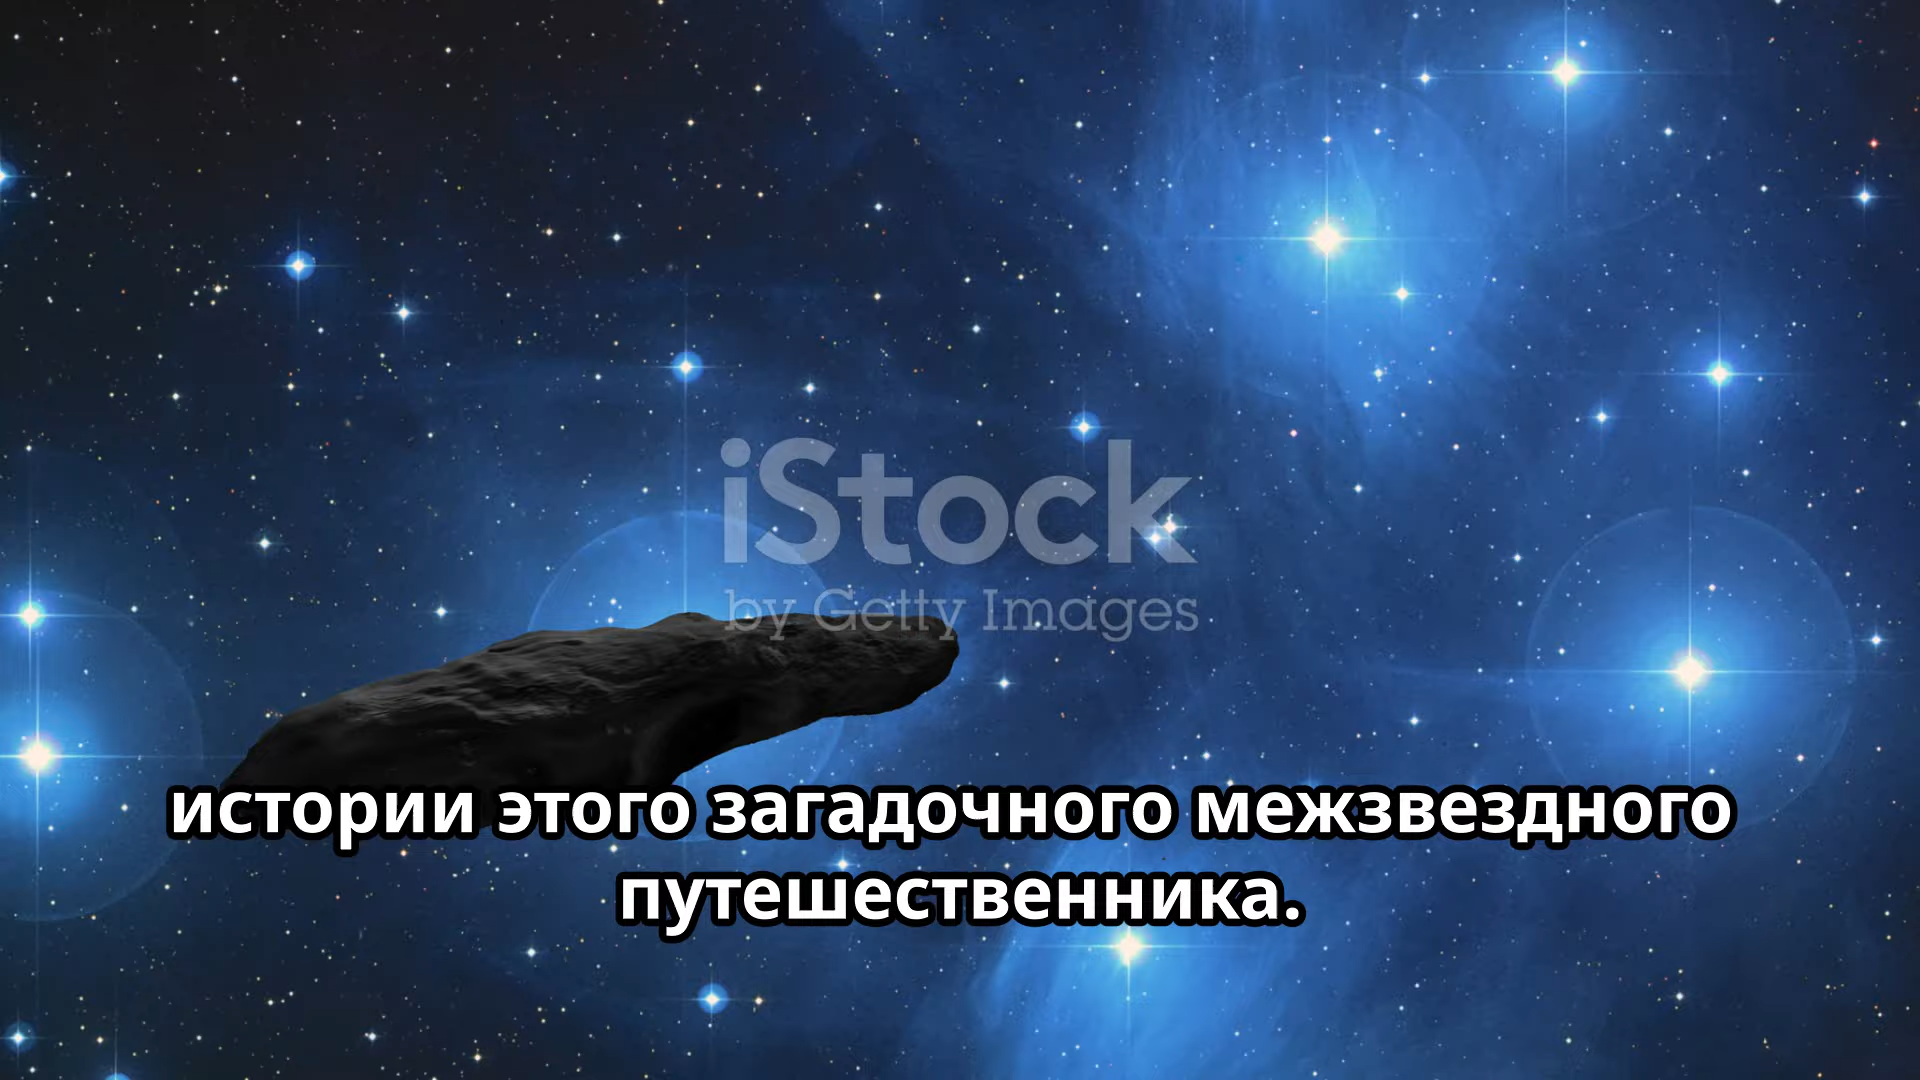 iStock
by Getty Images
истории этого загадочного межзвездного
путешественника.